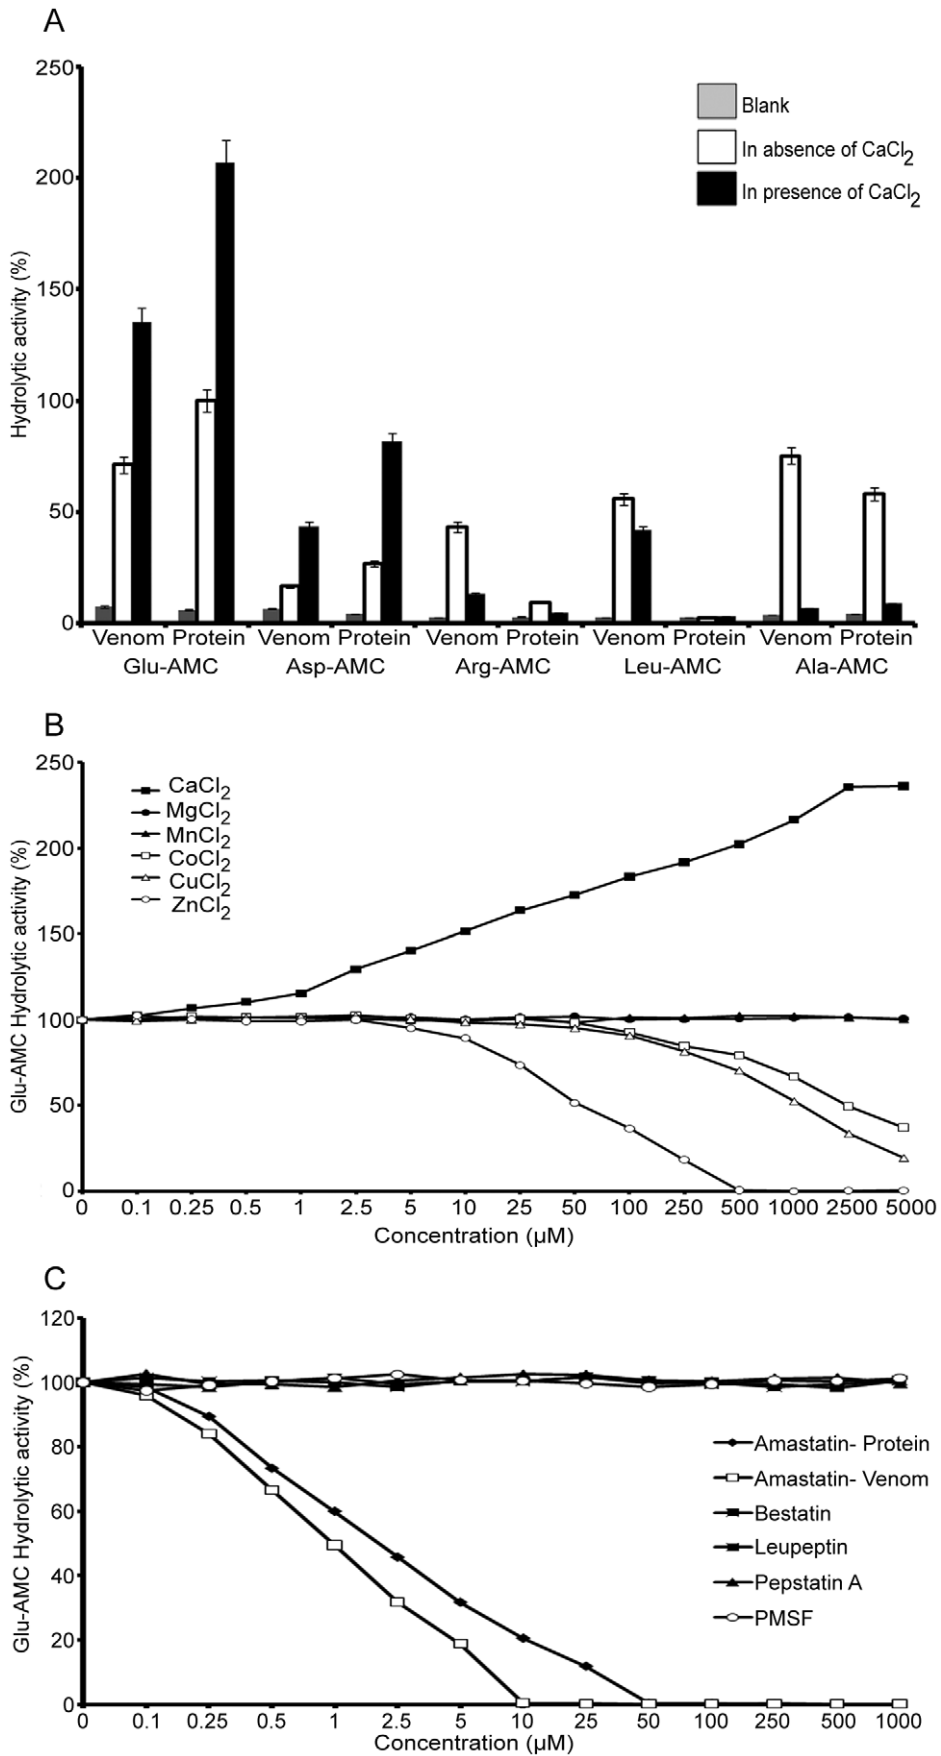 A
250
200
150
100
50
0
Hydrolytic activity (%)
Blank
In absence of CaCl2
In presence of CaCl2
Venom Protein Venom Protein Venom Protein Venom Protein Venom Protein
Glu-AMC Asp-AMC Arg-AMC Leu-AMC Ala-AMC
B
250
200
150
100
50
0
Glu-AMC Hydrolytic activity (%)
CaCl2
MgCl2
MnCl2
CoCl2
CuCl2
ZnCl2
0 0.1 0.25 0.5 1 2.5 5 10 25 50 100 250 500 1000 2500 5000
Concentration (µM)
C
120
100
80
60
40
20
0
Glu-AMC Hydrolytic activity (%)
Amastatin- Protein
Amastatin- Venom
Bestatin
Leupeptin
Pepstatin A
PMSF
0 0.1 0.25 0.5 1 2.5 5 10 25 50 100 250 500 1000
Concentration (µM)